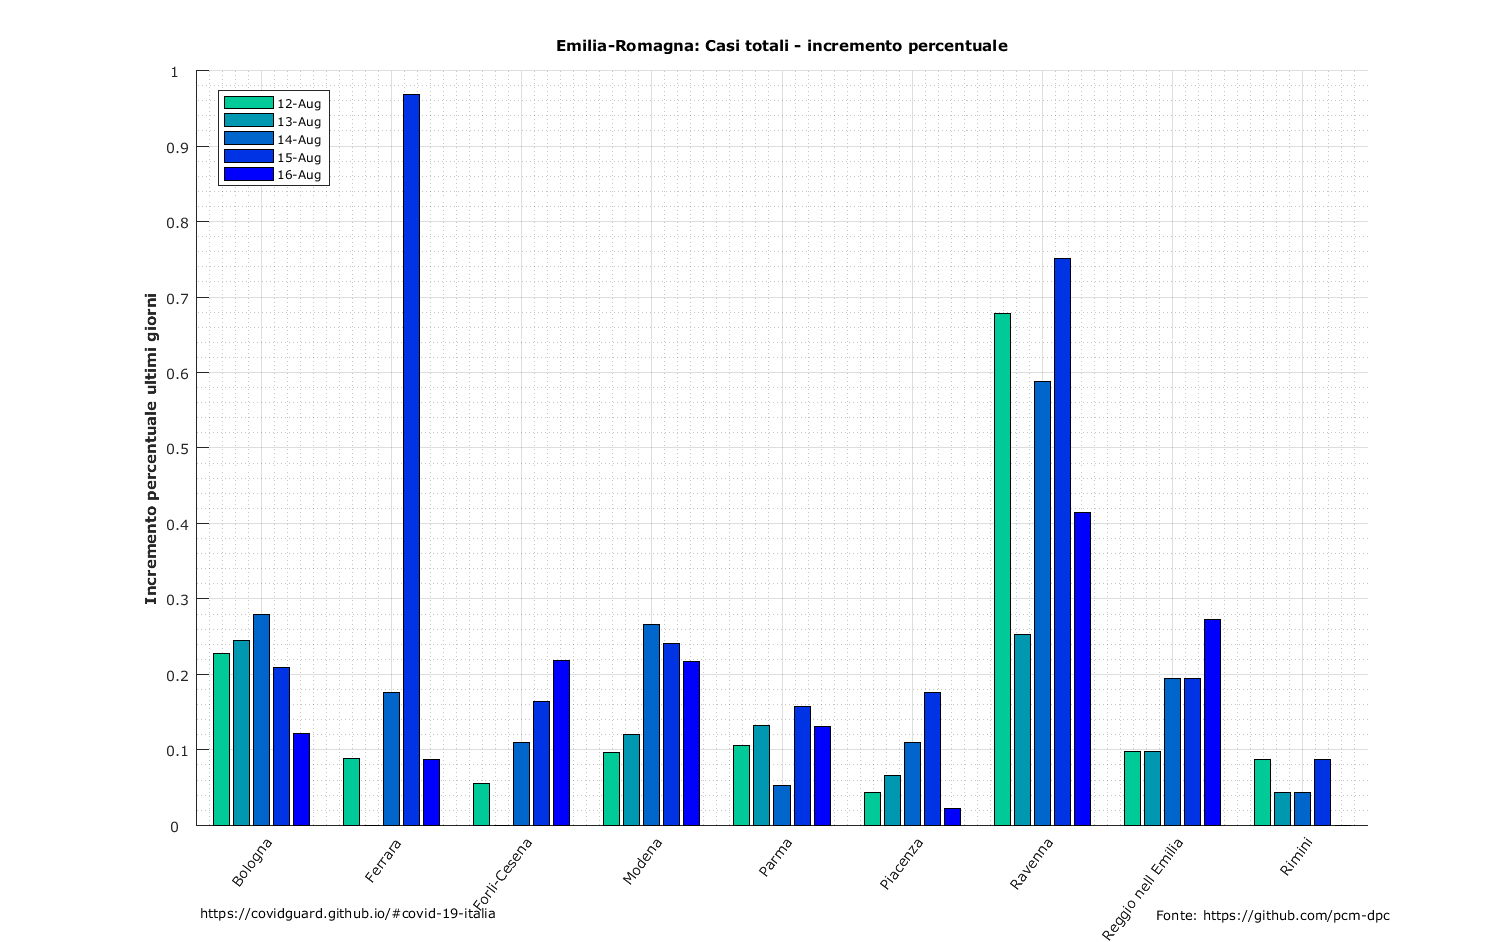 Emilia-Romagna: Casi totali - incremento percentuale
Incremento percentuale ultimi giorni
1
0.9
0.8
0.7
0.6
0.5
0.4
0.3
0.2
0.1
0
12-Aug
13-Aug
14-Aug
15-Aug
16-Aug
Bologna
Ferrara
Forlì-Cesena
Modena
Parma
Piacenza
Ravenna
Reggio nell Emilia
Rimini
https://covidguard.github.io/#covid-19-italia
Fonte: https://github.com/pcm-dpc